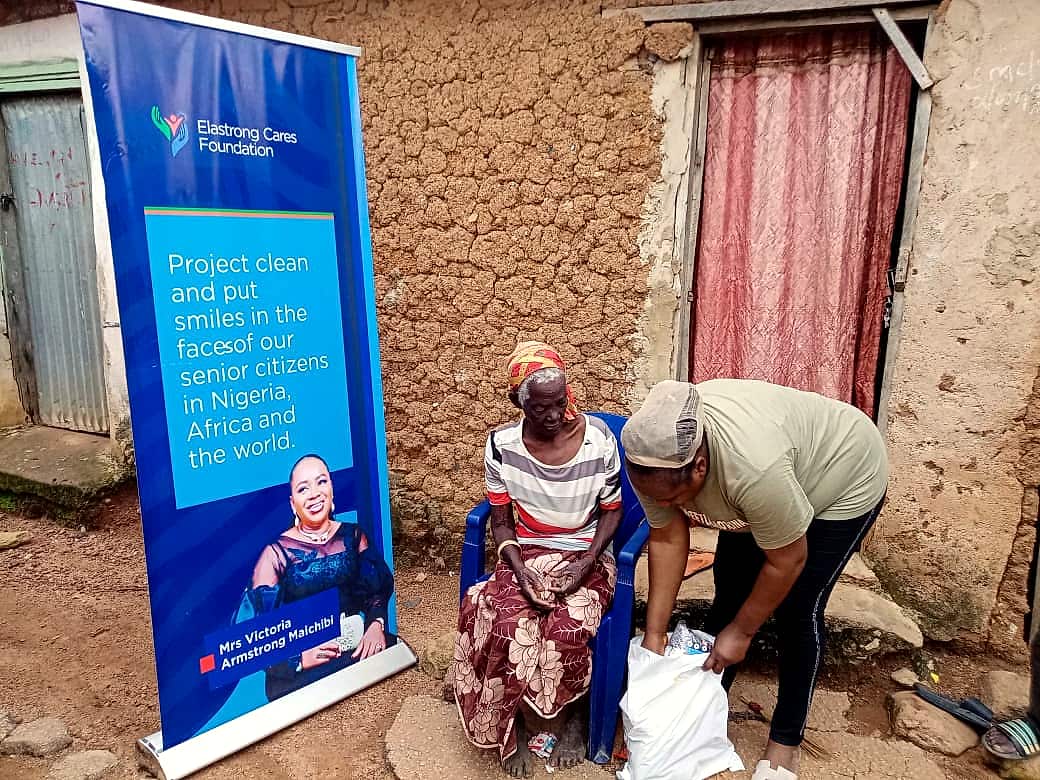 Elastrong Cares
Foundation
Project clean
and put
smiles in the
facesof our
senior citizens
in Nigeria,
Africa and
the world.
Mrs Victoria
Armstrong Malchibi